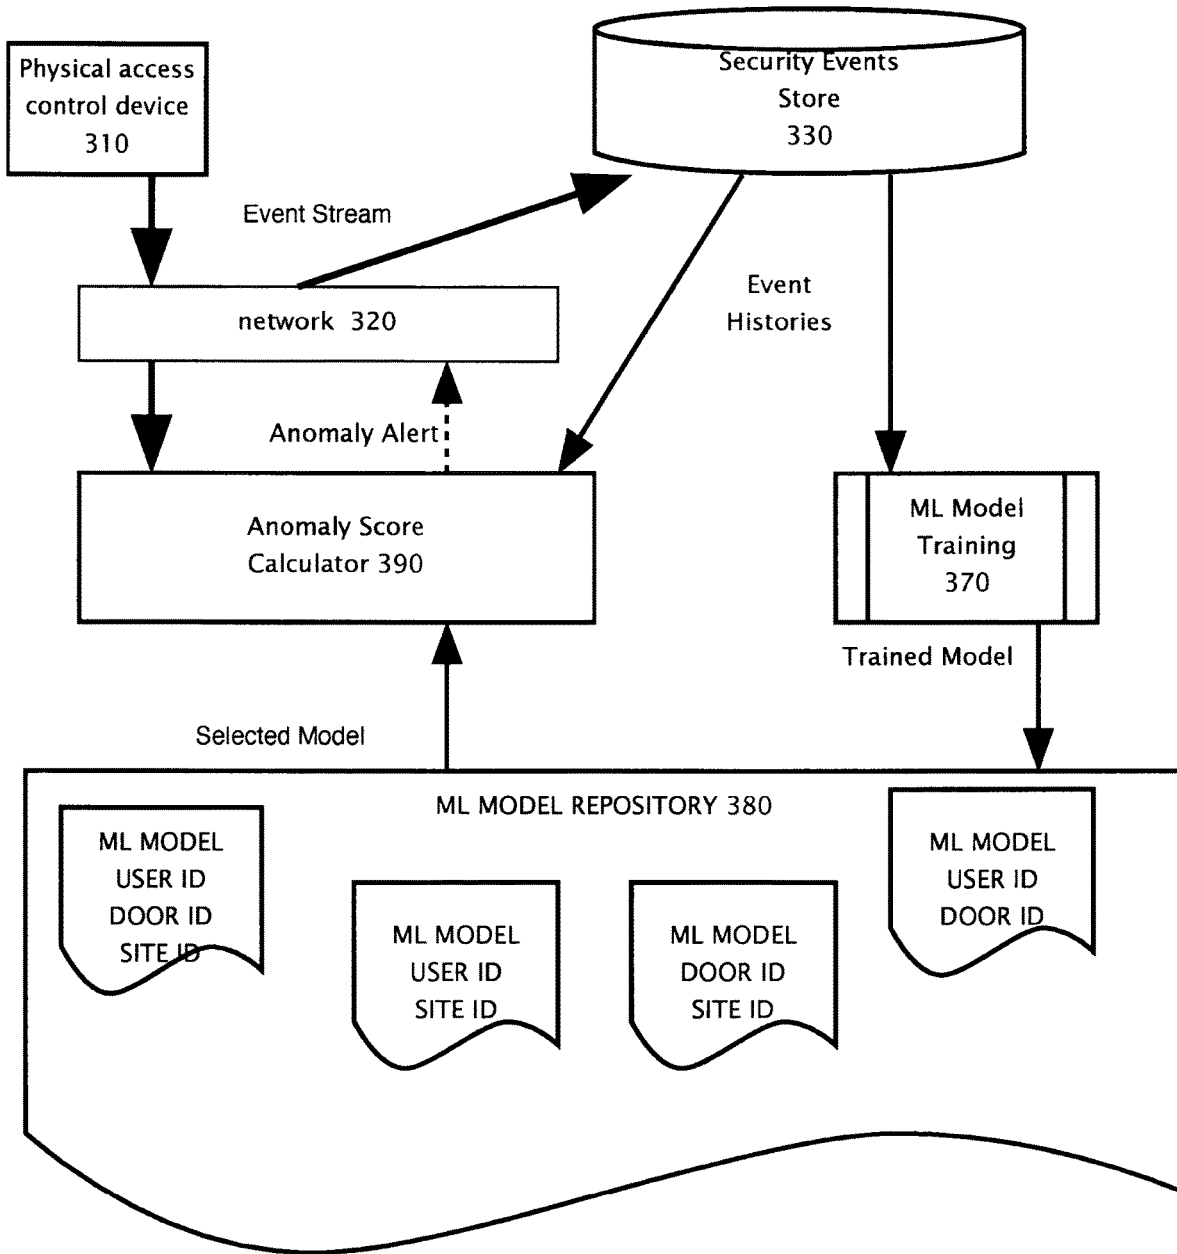 Physical access
control device
310
Security Events
Store
330
Event Stream
network 320
Event
Histories
Anomaly Alert
Anomaly Score
Calculator 390
ML Model
Training
370
Trained Model
Selected Model
ML MODEL REPOSITORY 380
ML MODEL
USER ID
DOOR ID
SITE ID
ML MODEL
USER ID
SITE ID
ML MODEL
DOOR ID
SITE ID
ML MODEL
USER ID
DOOR ID